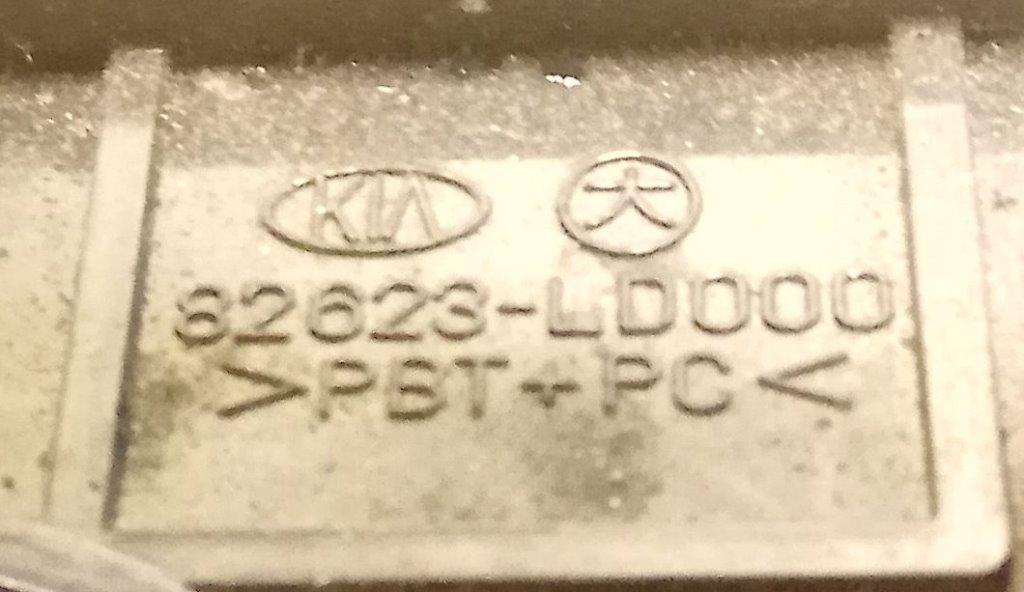 KIA 大
82623-LD000
>PBT+PC<